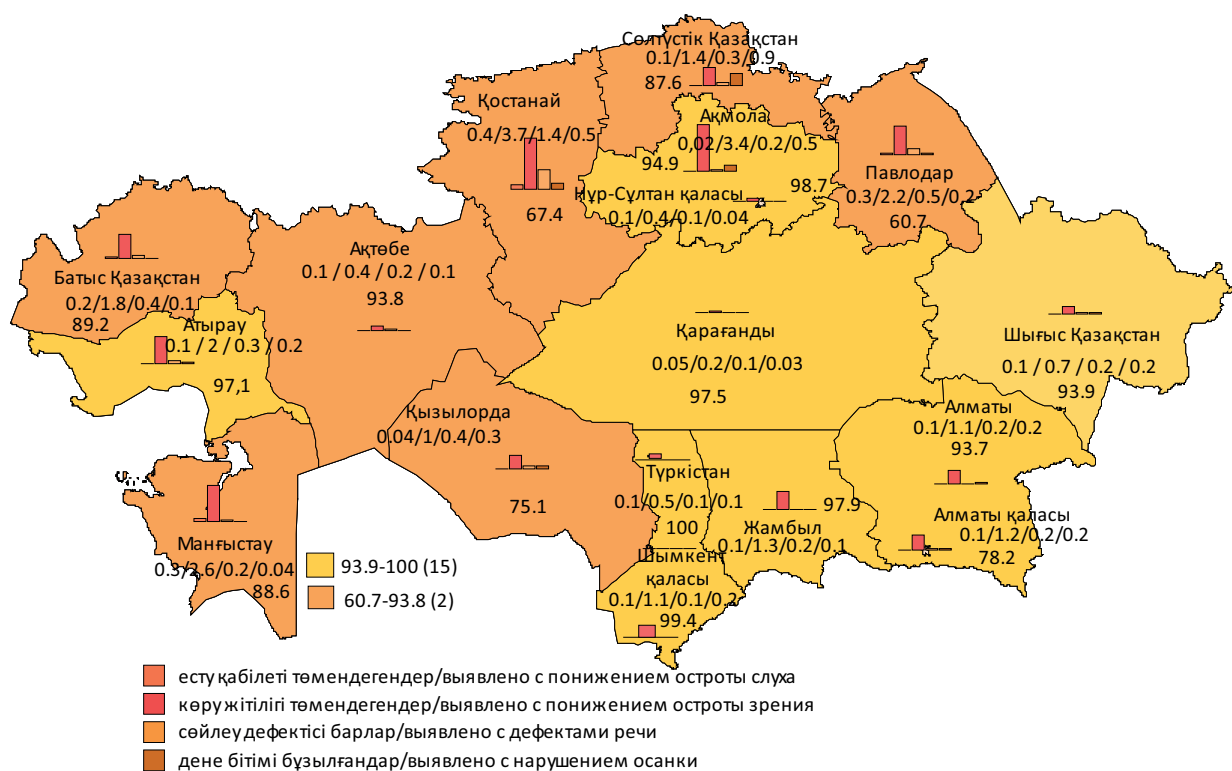 Солтүстік Қазақстан
0.1/1.4/0.3/0.9
87.6
Қостанай
0.4/3.7/1.4/0.5
67.4
Ақмола
0,02/3.4/0.2/0.5
94.9
Нұр-Сұлтан қаласы
98.7
0.1/0.4/0.1/0.04
Павлодар
0.3/2.2/0.5/0.2
60.7
Батыс Қазақстан
0.2/1.8/0.4/0.1
89.2
Ақтөбе
0.1 / 0.4 / 0.2 / 0.1
93.8
Атырау
0.1 / 2 / 0.3 / 0.2
97,1
Қарағанды
0.05/0.2/0.1/0.03
97.5
Шығыс Қазақстан
0.1 / 0.7 / 0.2 / 0.2
93.9
Қызылорда
0.04/1/0.4/0.3
75.1
Алматы
0.1/1.1/0.2/0.2
93.7
Түркістан
0.1/0.5/0.1/0.1
100
Жамбыл
97.9
0.1/1.3/0.2/0.1
Алматы қаласы
0.1/1.2/0.2/0.2
78.2
Маңғыстау
0.3/2.6/0.2/0.04
88.6
Шымкент
қаласы
0.1/1.1/0.1/0.2
99.4
93.9-100 (15)
60.7-93.8 (2)
есту қабілеті төмендегендер/выявлено с понижением остроты слуха
көру жітілігі төмендегендер/выявлено с понижением остроты зрения
сөйлеу дефектісі барлар/выявлено с дефектами речи
дене бітімі бұзылғандар/выявлено с нарушением осанки